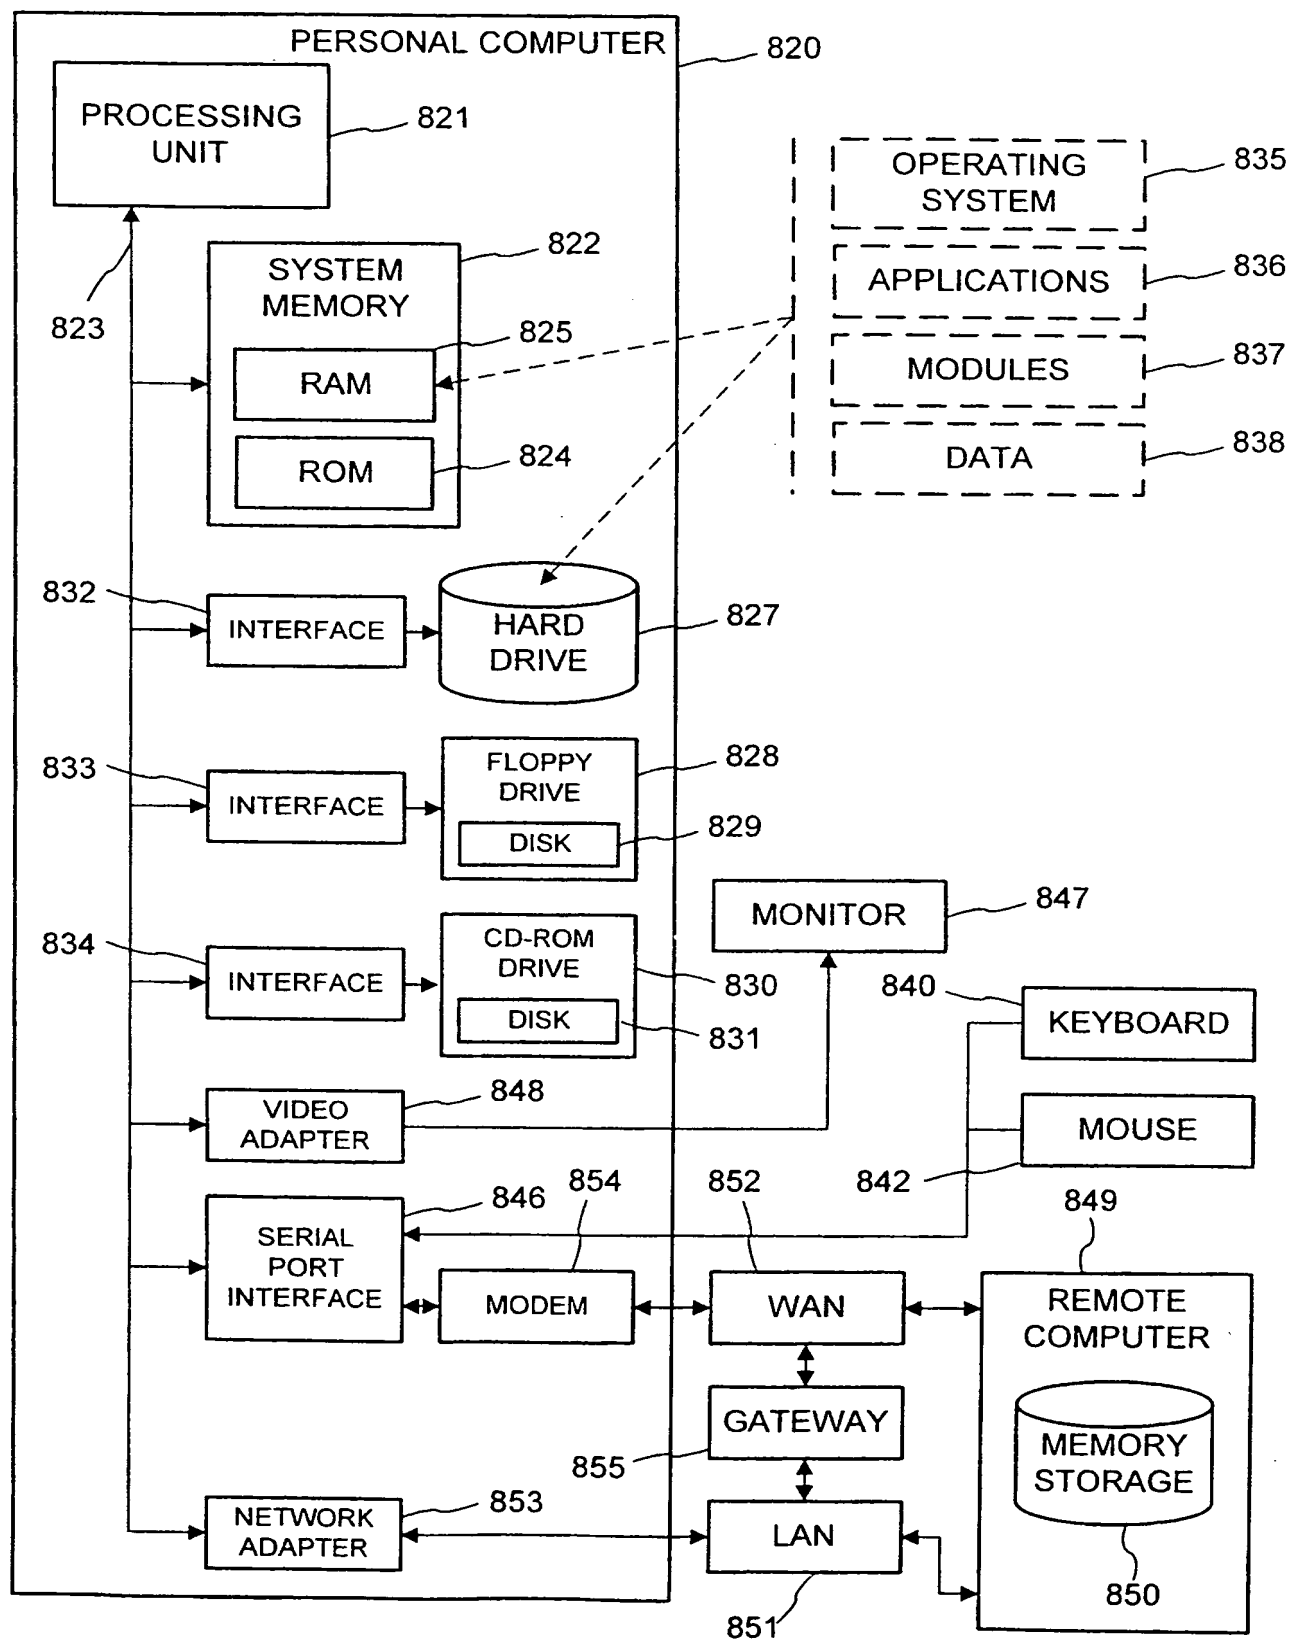 PERSONAL COMPUTER
820
PROCESSING
UNIT
821
823
SYSTEM
MEMORY
822
RAM
825
ROM
824
OPERATING
SYSTEM
835
APPLICATIONS
836
MODULES
837
DATA
838
832
INTERFACE
HARD
DRIVE
827
833
INTERFACE
FLOPPY
DRIVE
828
DISK
829
834
INTERFACE
CD-ROM
DRIVE
830
DISK
831
MONITOR
847
840
KEYBOARD
MOUSE
842
VIDEO
ADAPTER
848
SERIAL
PORT
INTERFACE
846
854
MODEM
852
WAN
849
REMOTE
COMPUTER
MEMORY
STORAGE
850
GATEWAY
855
NETWORK
ADAPTER
853
LAN
851